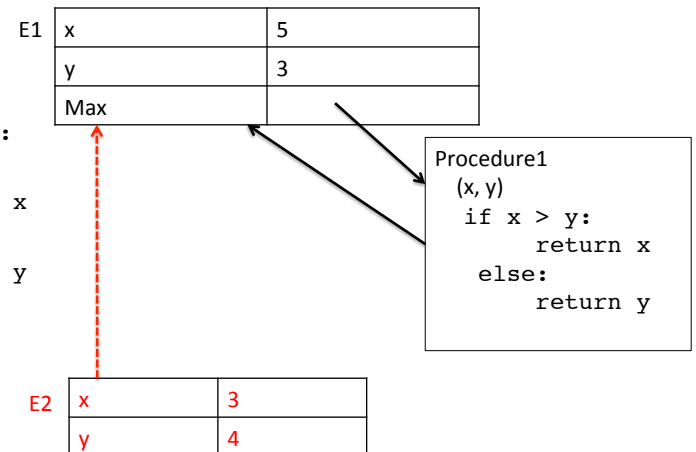 E1 x 5
y 3
Max
:
x
y
Procedure1
(x, y)
if x > y:
return x
else:
return y
E2 x 3
y 4